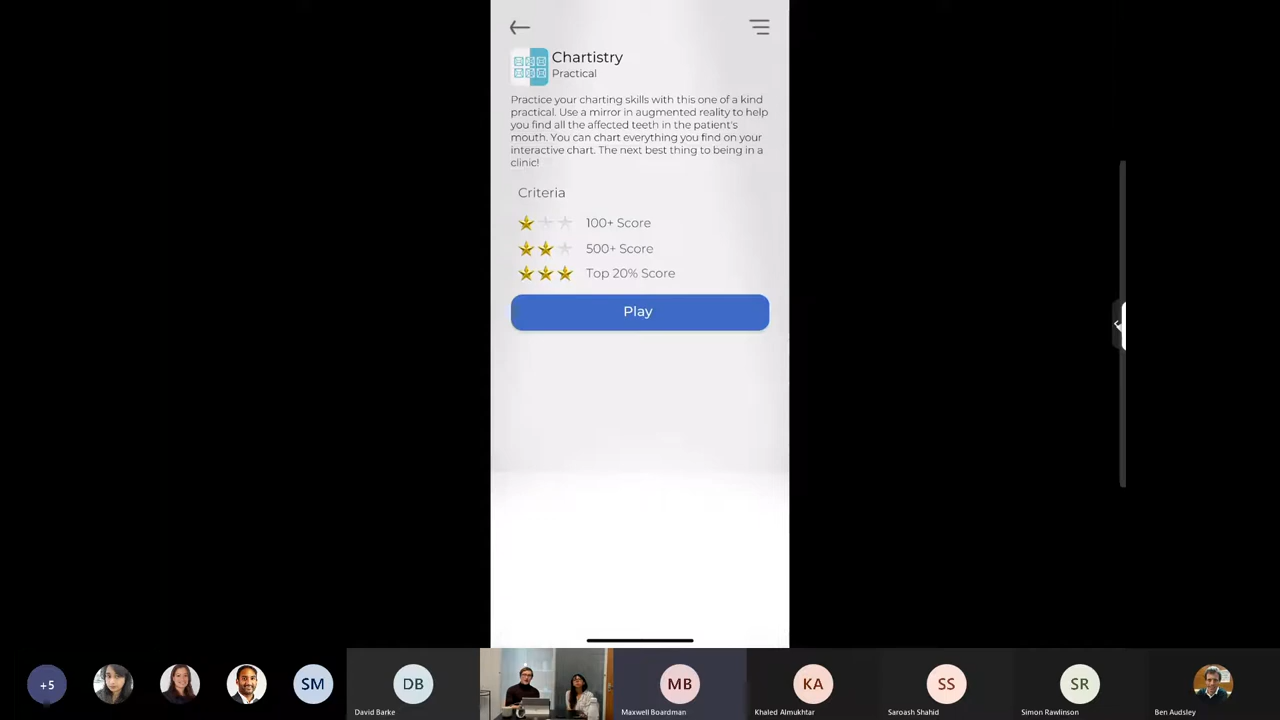 Chartistry
Practical
Practice your charting skills with this one of a kind
practical. Use a mirror in augmented reality to help
you find all the affected teeth in the patient's
mouth. You can chart everything you find on your
interactive chart. The next best thing to being in a
clinic!
Criteria
100+ Score
500+ Score
Top 20% Score
Play
+5
SM
DB
MB
KA
SS
SR
David Barke
Maxwell Boardman
Khaled Almukhtar
Saroash Shahid
Simon Rawlinson
Ben Audsley